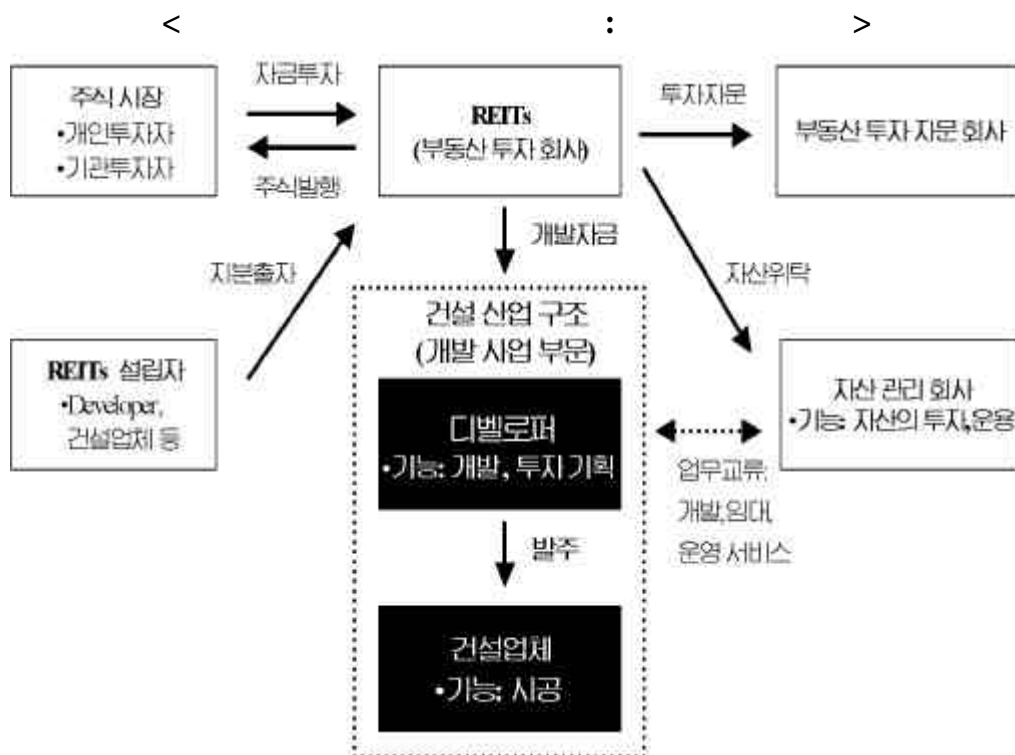 < : >
자금투자
주식 시장
•개인투자자
•기관투자자
REITs
(부동산 투자 회사)
투자자문
부동산 투자 자문 회사
주식발행
개발자금
지분출자
자산위탁
건설 산업 구조
(개발 사업 부문)
REITs 설립자
•Developer,
건설업체 등
디벨로퍼
•기능: 개발, 투자 기획
자산 관리 회사
•기능: 자산의 투자,운용
업무교류:
개발,임대,
운영 서비스
발주
건설업체
•기능: 시공